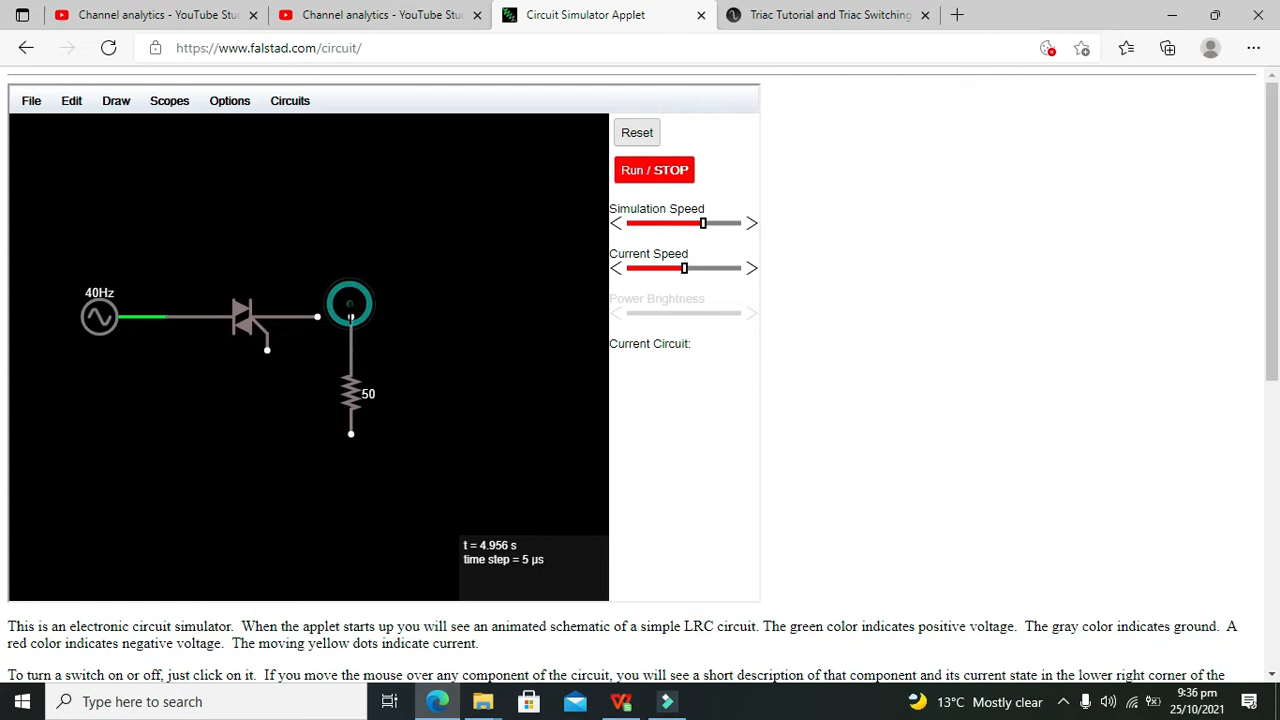 Channel analytics - YouTube Stu
Channel analytics - YouTube Stu
Circuit Simulator Applet
Triac Tutorial and Triac Switching
https://www.falstad.com/circuit/
File Edit Draw Scopes Options Circuits
Reset
Run / STOP
Simulation Speed
Current Speed
Power Brightness
Current Circuit:
40Hz
50
t = 4.956 s
time step = 5 µs
This is an electronic circuit simulator. When the applet starts up you will see an animated schematic of a simple LRC circuit. The green color indicates positive voltage. The gray color indicates ground. A
red color indicates negative voltage. The moving yellow dots indicate current.
To turn a switch on or off, just click on it. If you move the mouse over any component of the circuit, you will see a short description of that component and its current state in the lower right corner of the
Type here to search
13°C Mostly clear
9:36 pm
25/10/2021